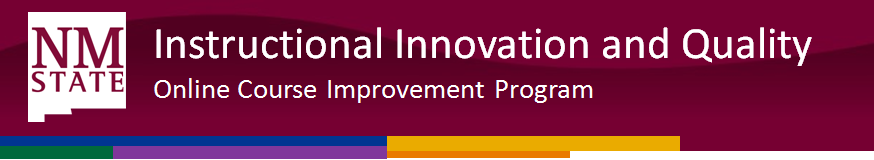 NM
STATE
Instructional Innovation and Quality
Online Course Improvement Program